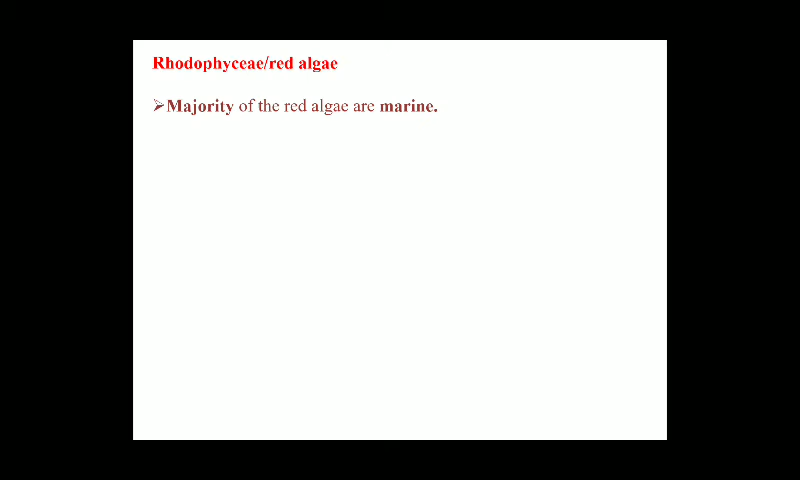 Rhodophyceae/red algae
➢Majority of the red algae are marine.